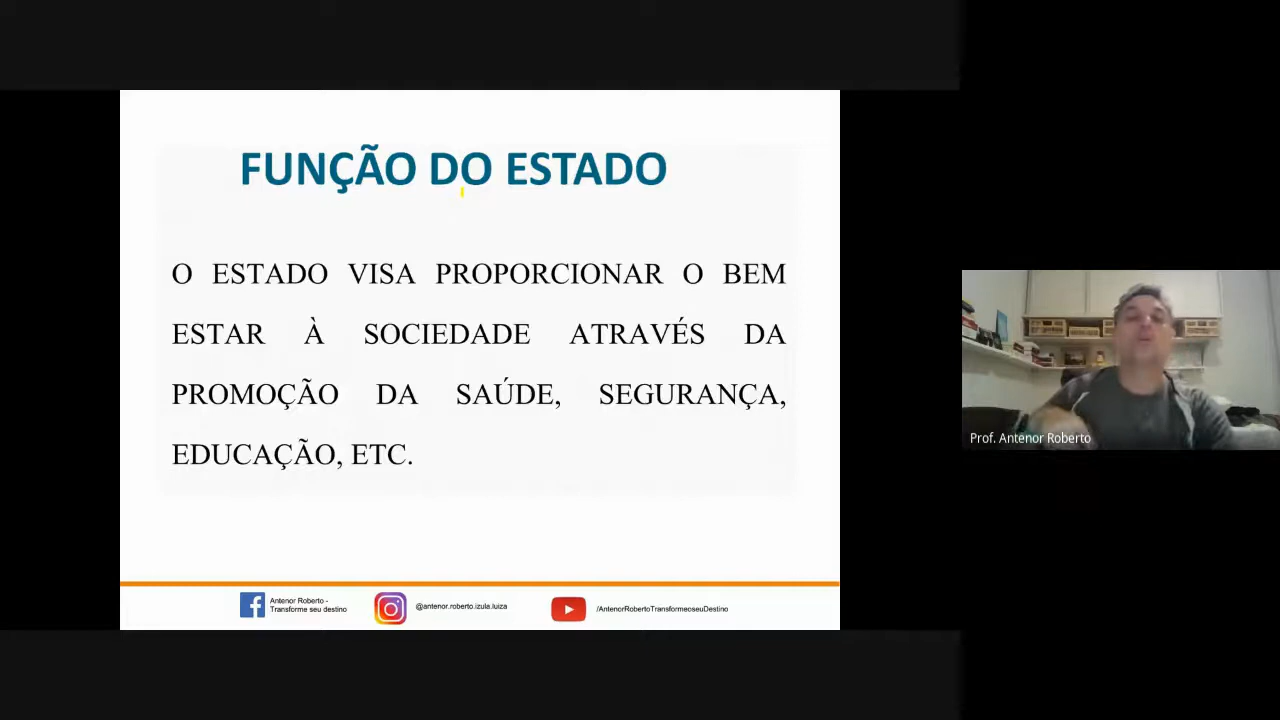 FUNÇÃO DO ESTADO
O ESTADO VISA PROPORCIONAR O BEM
ESTAR À SOCIEDADE ATRAVÉS DA
PROMOÇÃO DA SAÚDE, SEGURANÇA,
EDUCAÇÃO, ETC.
Antenor Roberto -
Transforme seu destino
@antenor.roberto.izula.luiza
/AntenorRobertoTransformeoseuDestino
Prof. Antenor Roberto